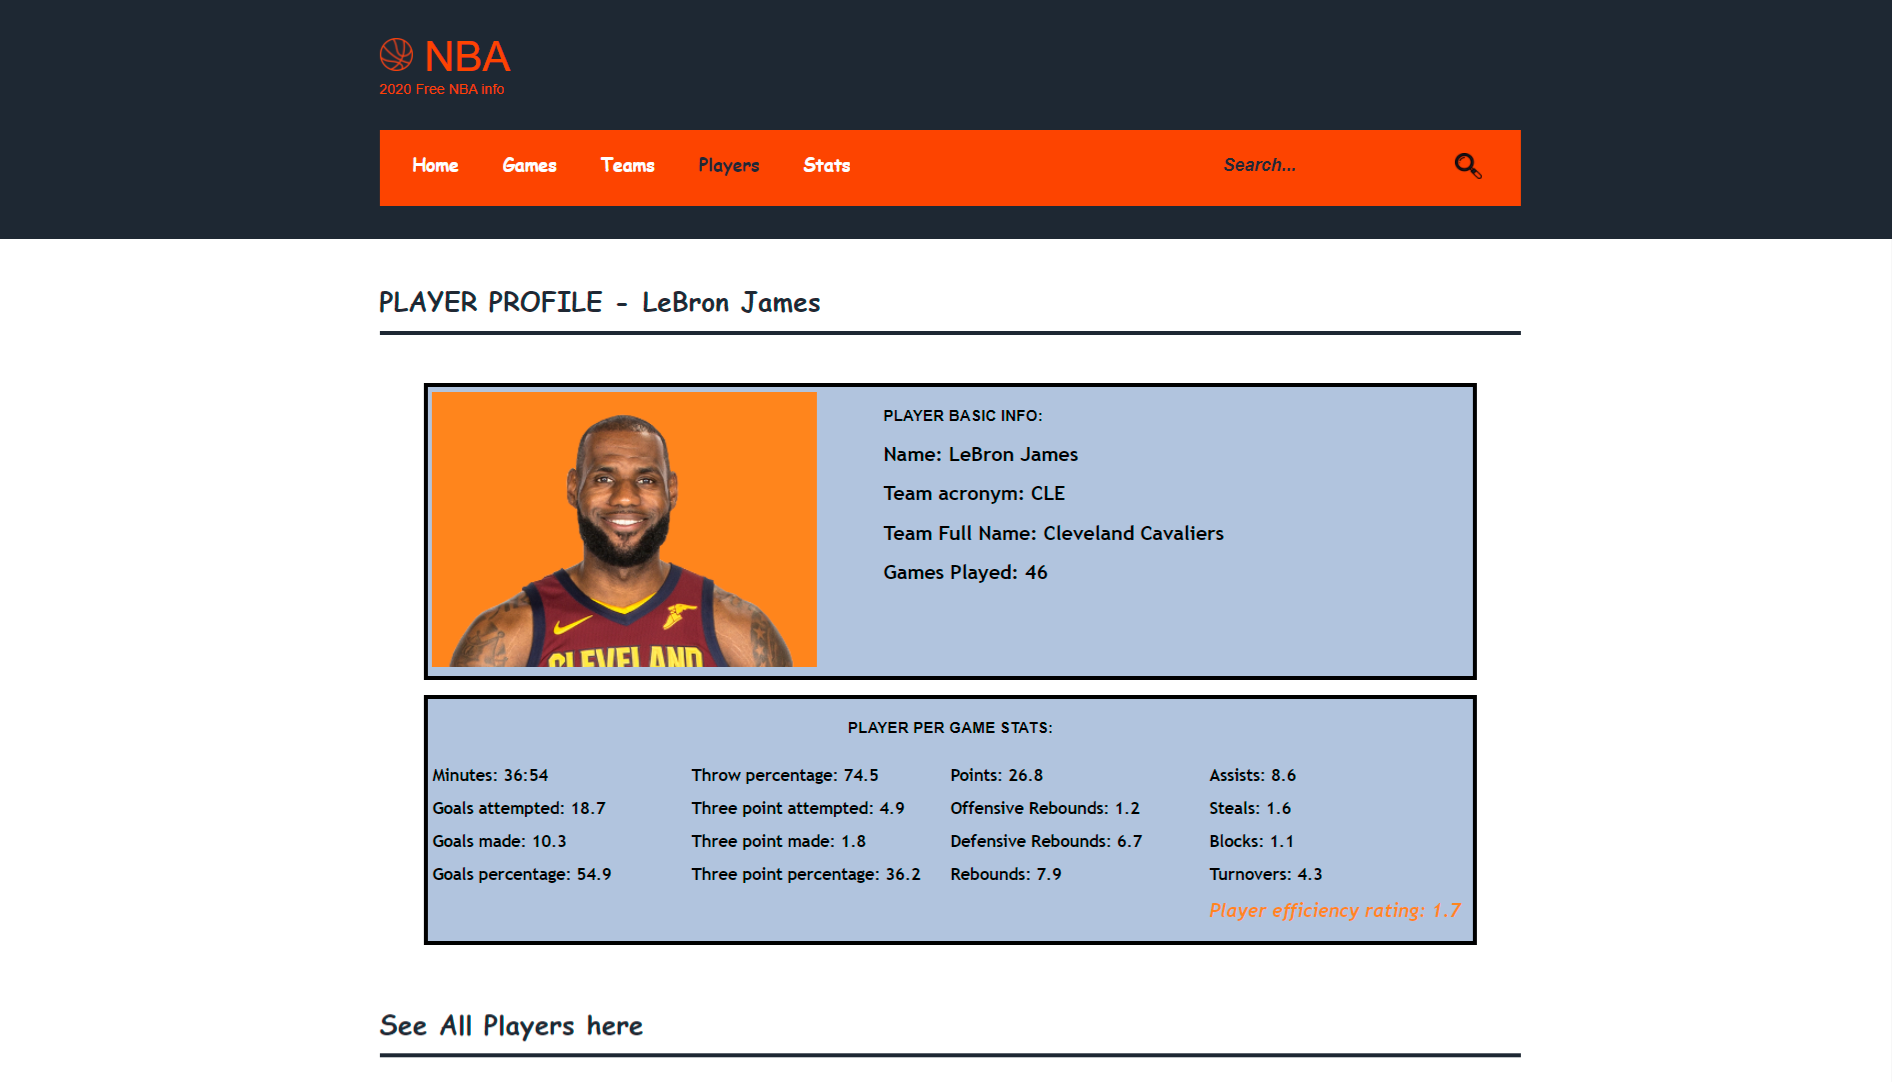 NBA
2020 Free NBA info
Home Games Teams Players Stats Search...
PLAYER PROFILE - LeBron James
PLAYER BASIC INFO:
Name: LeBron James
Team acronym: CLE
Team Full Name: Cleveland Cavaliers
Games Played: 46
CLEVELAND
PLAYER PER GAME STATS:
Minutes: 36:54 Throw percentage: 74.5 Points: 26.8 Assists: 8.6
Goals attempted: 18.7 Three point attempted: 4.9 Offensive Rebounds: 1.2 Steals: 1.6
Goals made: 10.3 Three point made: 1.8 Defensive Rebounds: 6.7 Blocks: 1.1
Goals percentage: 54.9 Three point percentage: 36.2 Rebounds: 7.9 Turnovers: 4.3
Player efficiency rating: 1.7
See All Players here